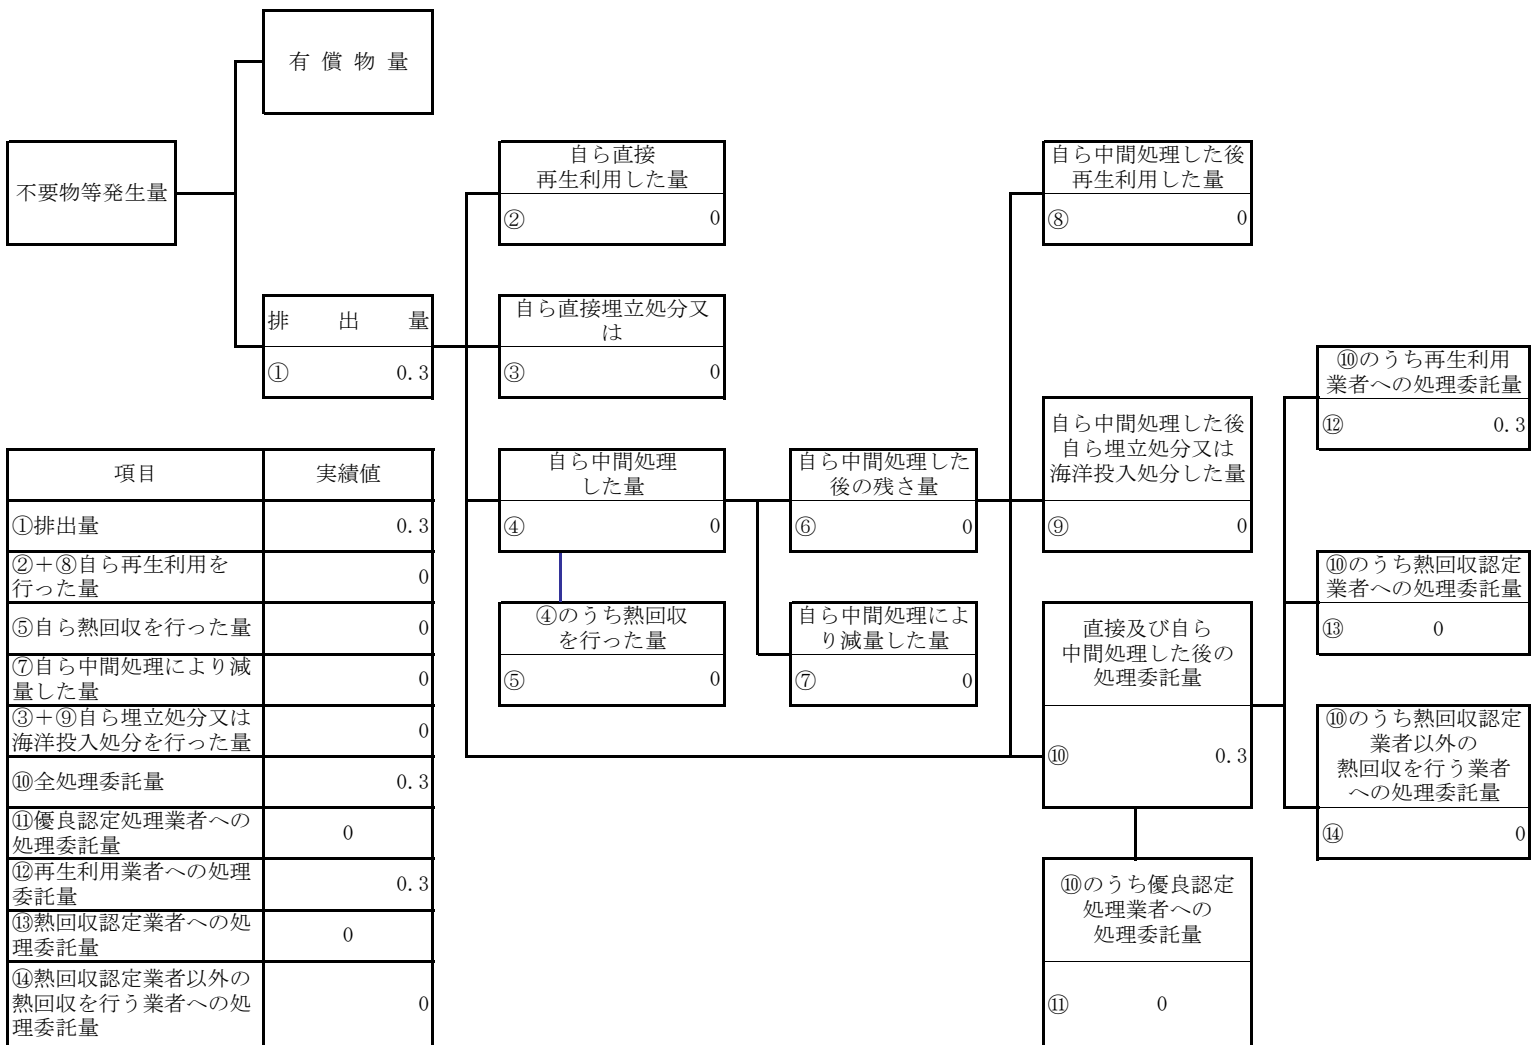 有 償 物 量
不要物等発生量
自ら直接
再生利用した量
② 0
自ら中間処理した後
再生利用した量
⑧ 0
排 出 量
① 0.3
自ら直接埋立処分又
は
③ 0
⑩のうち再生利用
業者への処理委託量
⑫ 0.3
自ら中間処理した後
自ら埋立処分又は
海洋投入処分した量
⑨ 0
自ら中間処理
した量
④ 0
自ら中間処理した
後の残さ量
⑥ 0
④のうち熱回収
を行った量
⑤ 0
自ら中間処理によ
り減量した量
⑦ 0
直接及び自ら
中間処理した後の
処理委託量
⑩ 0.3
⑩のうち熱回収認定
業者への処理委託量
⑬ 0
⑩のうち熱回収認定
業者以外の
熱回収を行う業者
への処理委託量
⑭ 0
⑩のうち優良認定
処理業者への
処理委託量
⑪ 0
項目 実績値
①排出量 0.3
②＋⑧自ら再生利用を
行った量 0
⑤自ら熱回収を行った量 0
⑦自ら中間処理により減
量した量 0
③＋⑨自ら埋立処分又は
海洋投入処分を行った量 0
⑩全処理委託量 0.3
⑪優良認定処理業者への
処理委託量 0
⑫再生利用業者への処理
委託量 0.3
⑬熱回収認定業者への処
理委託量 0
⑭熱回収認定業者以外の
熱回収を行う業者への処
理委託量 0